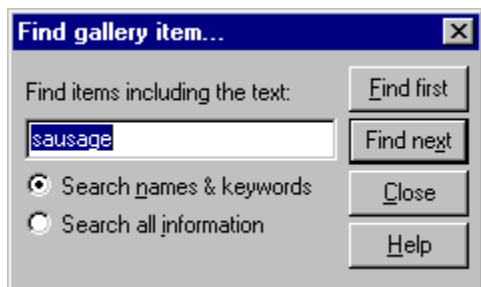 Find gallery item...
Find items including the text:
Find first
sausage
Find next
Search names & keywords
Close
Search all information
Help